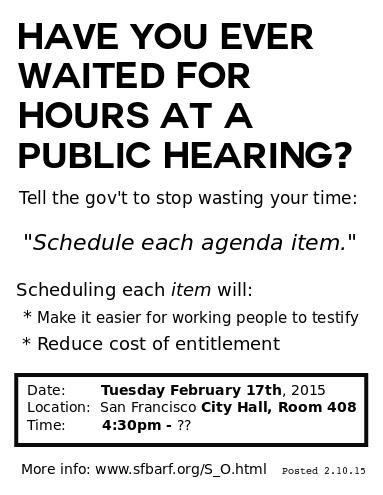 HAVE YOU EVER
WAITED FOR
HOURS AT A
PUBLIC HEARING?
Tell the gov't to stop wasting your time:
"Schedule each agenda item."
Scheduling each item will:
* Make it easier for working people to testify
* Reduce cost of entitlement
Date: Tuesday February 17th, 2015
Location: San Francisco City Hall, Room 408
Time: 4:30pm - ??
More info: www.sfbarf.org/S_O.html Posted 2.10.15